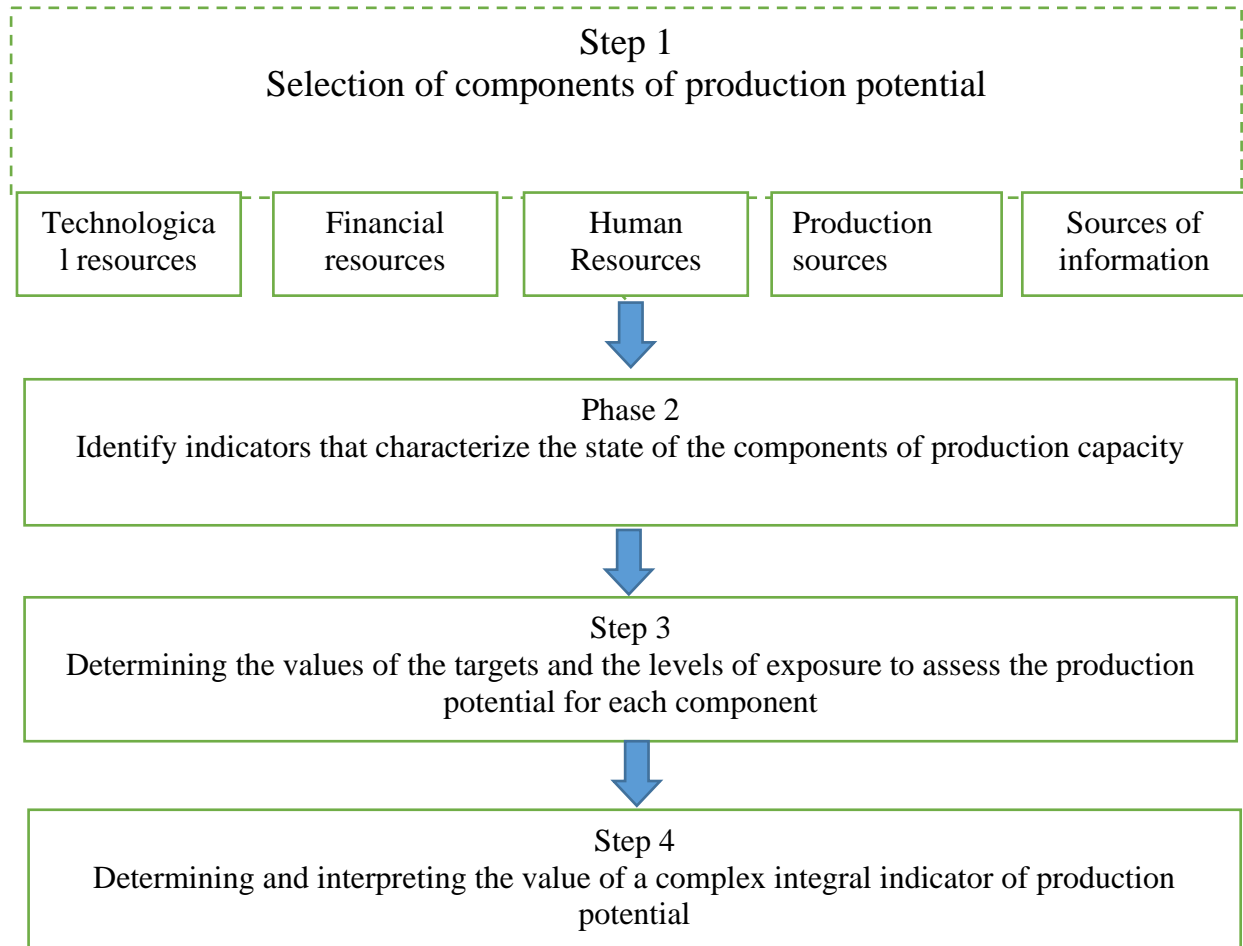 Step 1
Selection of components of production potential
Technologica
l resources
Financial
resources
Human
Resources
Production
sources
Sources of
information
Phase 2
Identify indicators that characterize the state of the components of production capacity
Step 3
Determining the values of the targets and the levels of exposure to assess the production
potential for each component
Step 4
Determining and interpreting the value of a complex integral indicator of production
potential